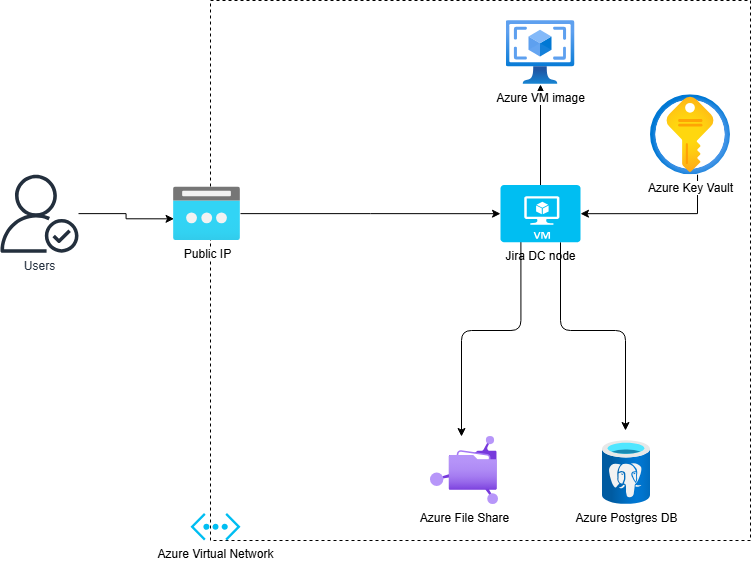 Azure VM image
Azure Key Vault
VM
Users
Public IP
Jira DC node
Azure File Share
Azure Postgres DB
Azure Virtual Network